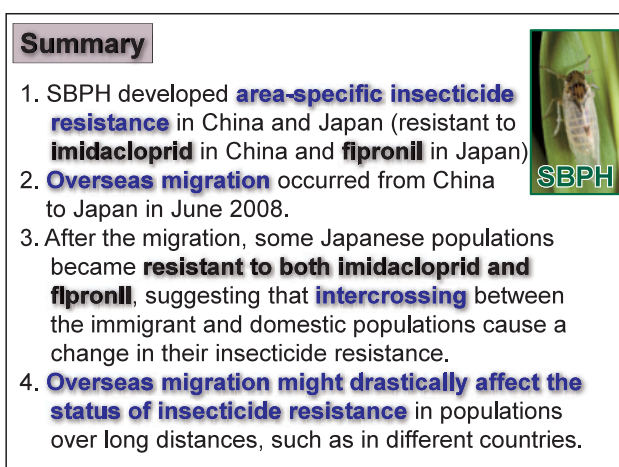 Summary
1. SBPH developed area-specific insecticide
resistance in China and Japan (resistant to
imidacloprid in China and fipronil in Japan)
SBPH
2. Overseas migration occurred from China
to Japan in June 2008.
3. After the migration, some Japanese populations
became resistant to both imidacloprid and
fipronil, suggesting that intercrossing between
the immigrant and domestic populations cause a
change in their insecticide resistance.
4. Overseas migration might drastically affect the
status of insecticide resistance in populations
over long distances, such as in different countries.